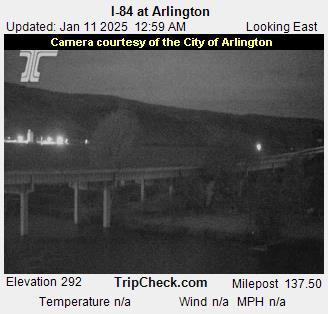 I-84 at Arlington
Updated: Jan 11 2025 12:59 AM Looking East
Camera courtesy of the City of Arlington
Elevation 292 TripCheck.com Milepost 137.50
Temperature n/a Wind n/a MPH n/a